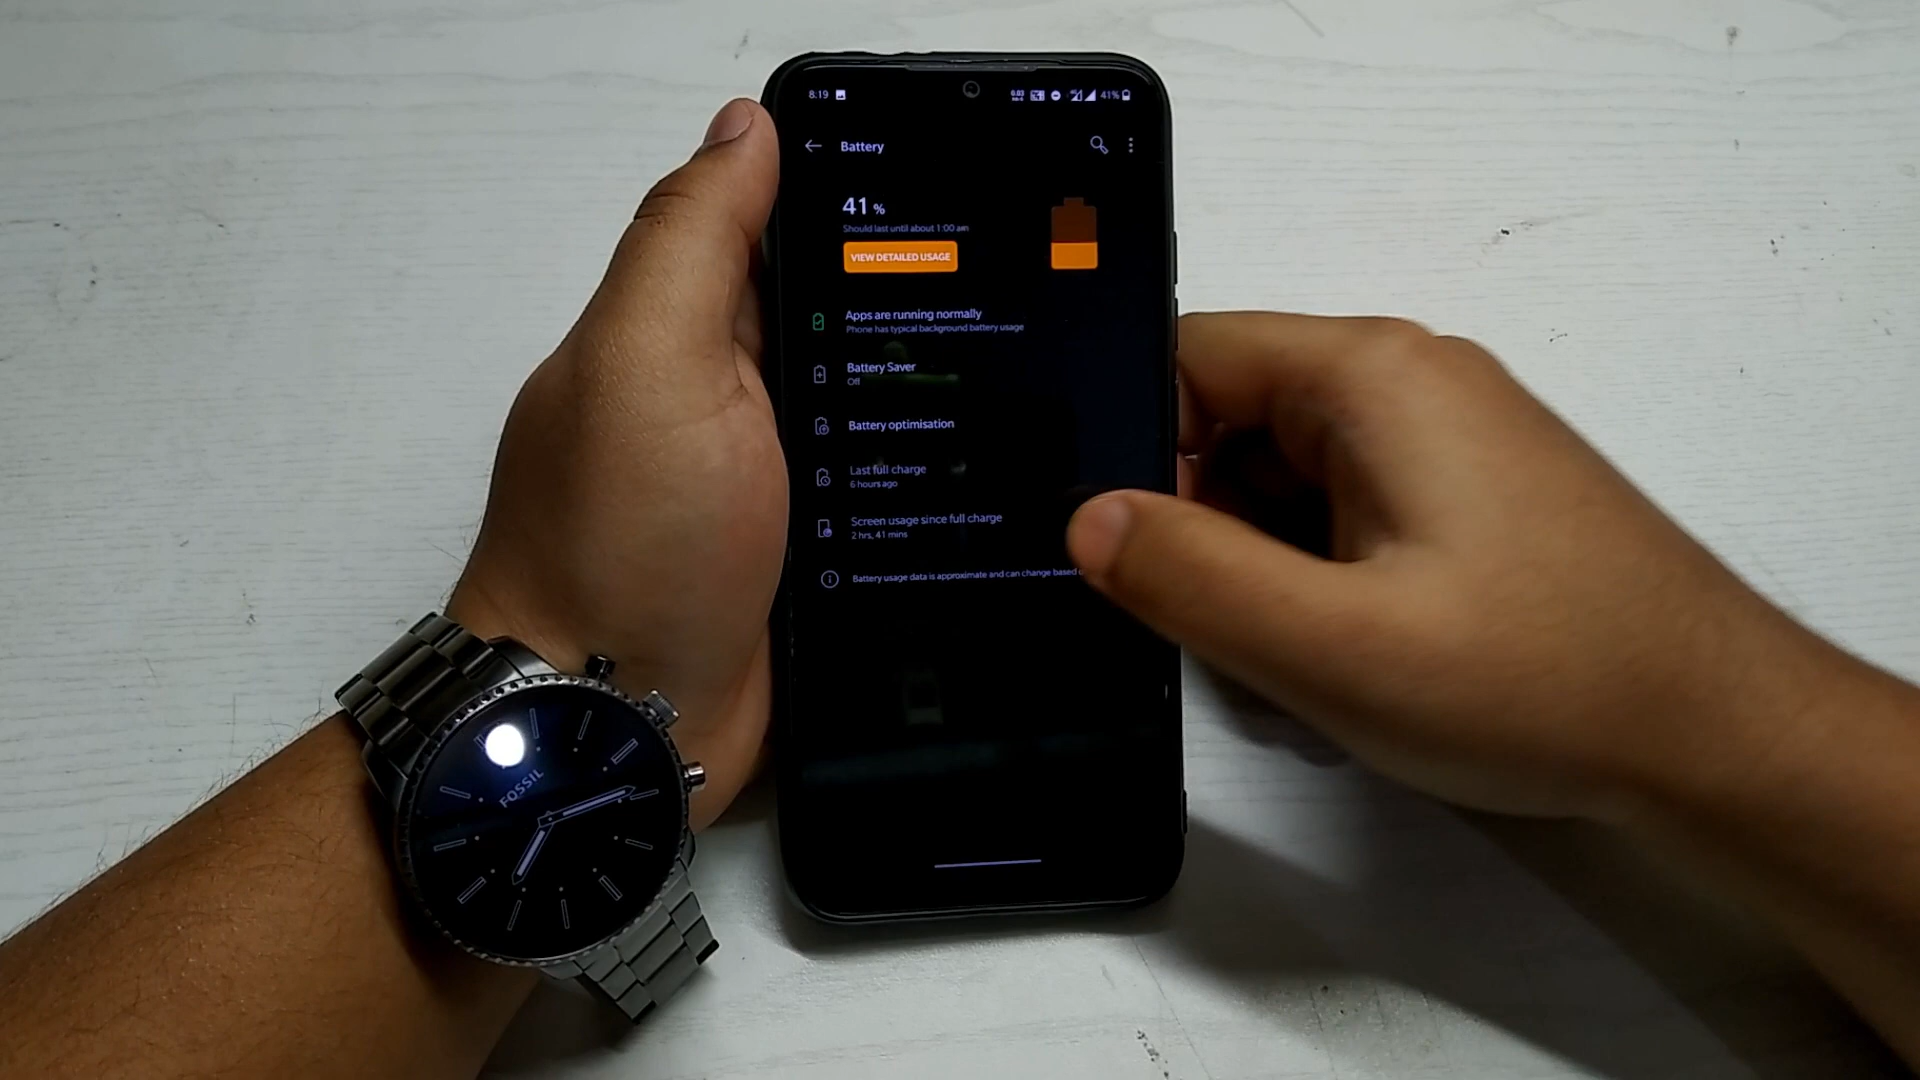 8:19 41%
Battery
41 %
Should last until about 1:00 am
VIEW DETAILED USAGE
Apps are running normally
Phone has typical background battery usage
Battery Saver
Off
Battery optimisation
Last full charge
6 hours ago
Screen usage since full charge
2 hrs, 41 mins
Battery usage data is approximate and can change based
FOSSIL